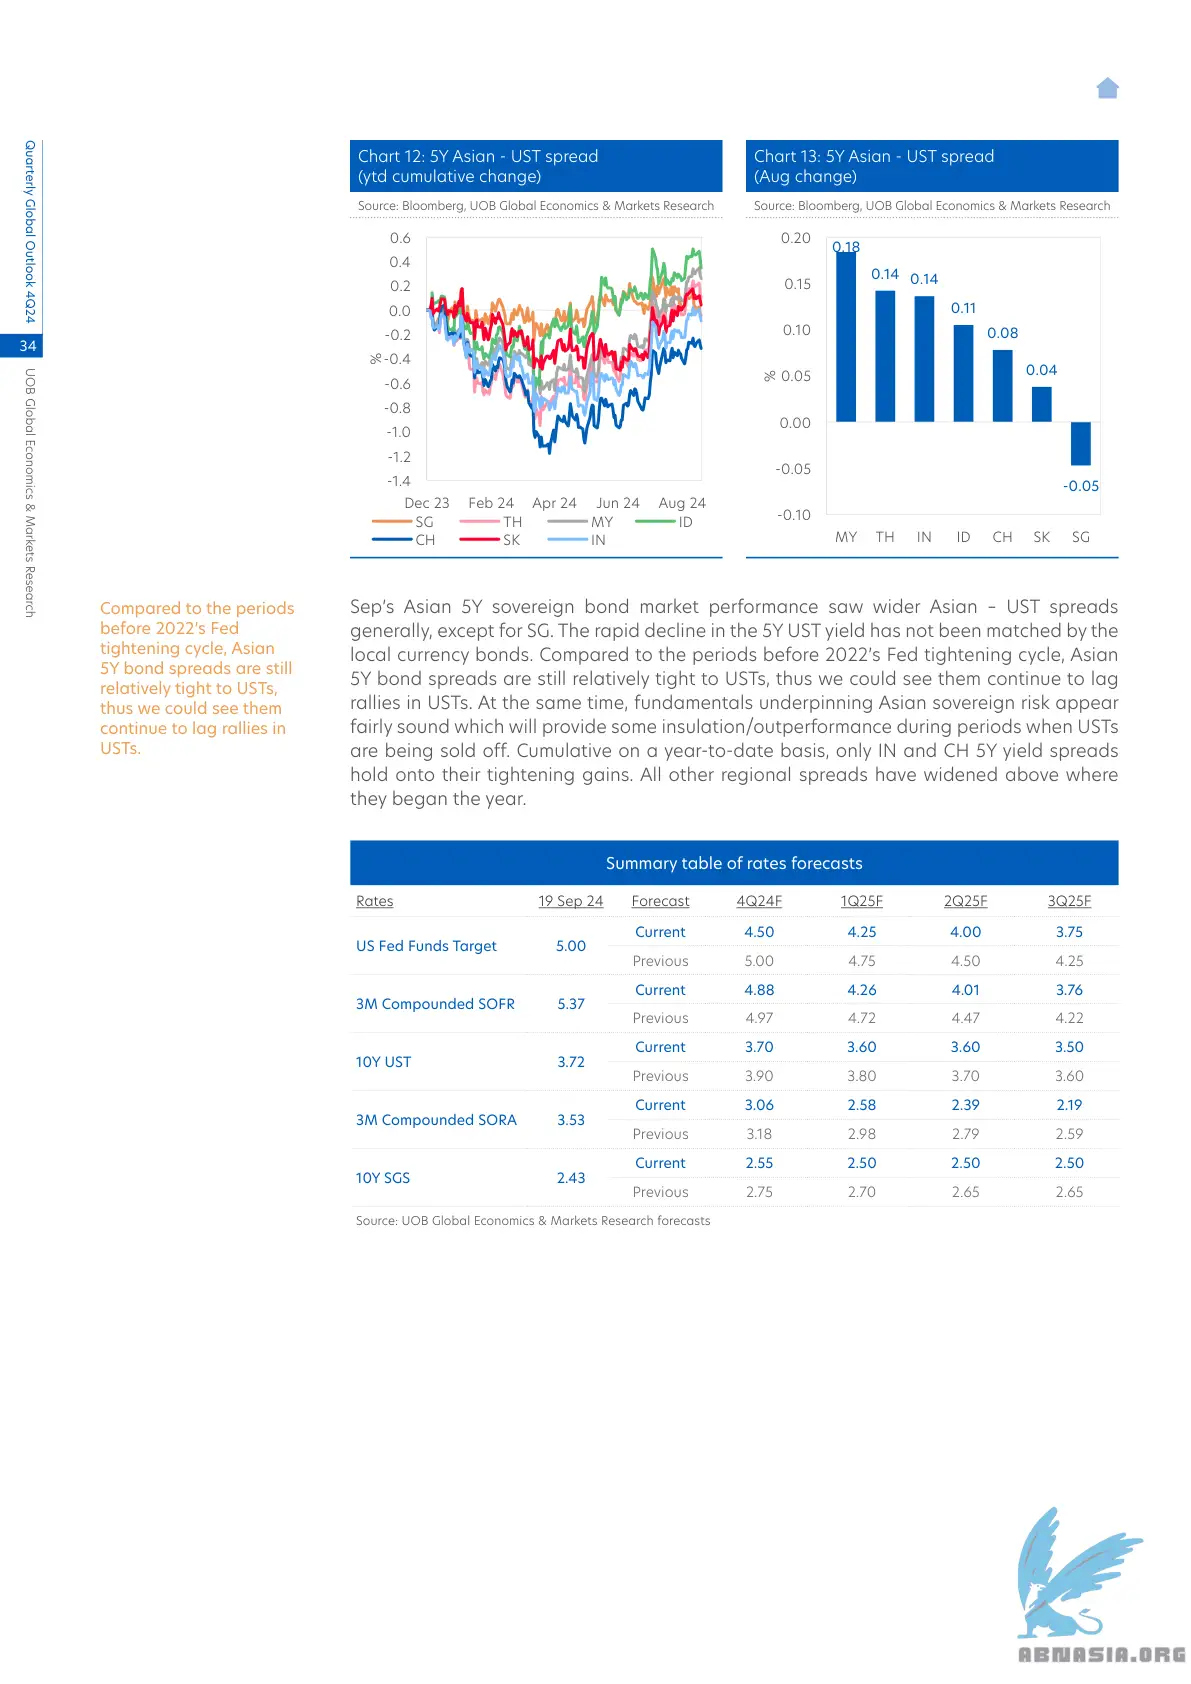 Quarterly Global Outlook 4Q24
34
UOB Global Economics & Markets Research
Chart 12: 5Y Asian - UST spread
(ytd cumulative change)
Source: Bloomberg, UOB Global Economics & Markets Research
0.6
0.4
0.2
0.0
-0.2
-0.4
-0.6
-0.8
-1.0
-1.2
-1.4
%
Dec 23 Feb 24 Apr 24 Jun 24 Aug 24
SG TH MY ID
CH SK IN
Chart 13: 5Y Asian - UST spread
(Aug change)
Source: Bloomberg, UOB Global Economics & Markets Research
0.20
0.15
0.10
0.05
0.00
-0.05
-0.10
%
0.18
0.14
0.14
0.11
0.08
0.04
-0.05
MY TH IN ID CH SK SG
Compared to the periods
before 2022's Fed
tightening cycle, Asian
5Y bond spreads are still
relatively tight to USTs,
thus we could see them
continue to lag rallies in
USTs.
Sep's Asian 5Y sovereign bond market performance saw wider Asian – UST spreads
generally, except for SG. The rapid decline in the 5Y UST yield has not been matched by the
local currency bonds. Compared to the periods before 2022's Fed tightening cycle, Asian
5Y bond spreads are still relatively tight to USTs, thus we could see them continue to lag
rallies in USTs. At the same time, fundamentals underpinning Asian sovereign risk appear
fairly sound which will provide some insulation/outperformance during periods when USTs
are being sold off. Cumulative on a year-to-date basis, only IN and CH 5Y yield spreads
hold onto their tightening gains. All other regional spreads have widened above where
they began the year.
Summary table of rates forecasts
Rates 19 Sep 24 Forecast 4Q24F 1Q25F 2Q25F 3Q25F
US Fed Funds Target 5.00 Current 4.50 4.25 4.00 3.75
Previous 5.00 4.75 4.50 4.25
3M Compounded SOFR 5.37 Current 4.88 4.26 4.01 3.76
Previous 4.97 4.72 4.47 4.22
10Y UST 3.72 Current 3.70 3.60 3.60 3.50
Previous 3.90 3.80 3.70 3.60
3M Compounded SORA 3.53 Current 3.06 2.58 2.39 2.19
Previous 3.18 2.98 2.79 2.59
10Y SGS 2.43 Current 2.55 2.50 2.50 2.50
Previous 2.75 2.70 2.65 2.65
Source: UOB Global Economics & Markets Research forecasts
ABNASIA.ORG